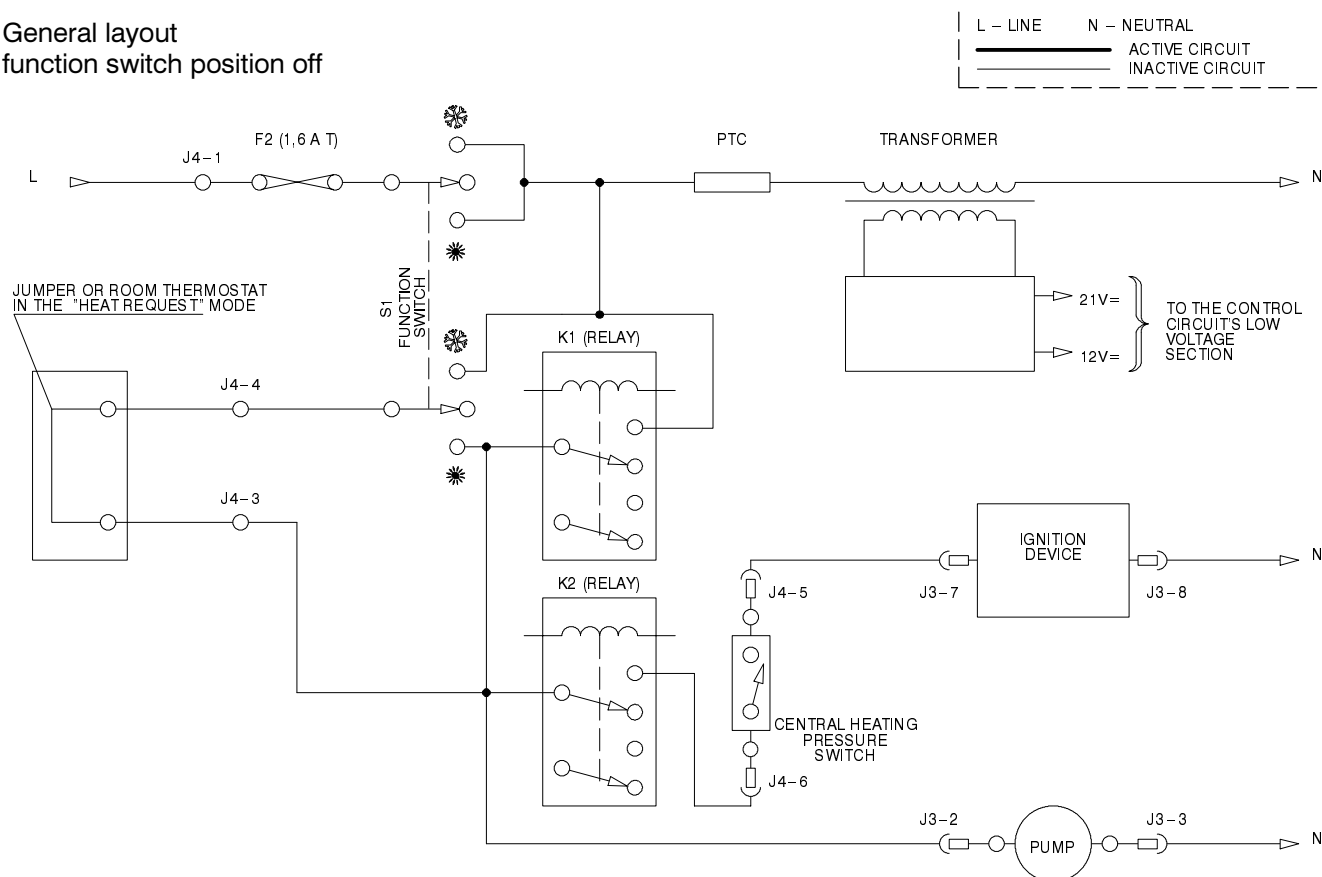 General layout
function switch position off
L – LINE N – NEUTRAL
ACTIVE CIRCUIT
INACTIVE CIRCUIT
F2 (1,6 A T)
J4–1
PTC
TRANSFORMER
L
N
S1
FUNCTION
SWITCH
JUMPER OR ROOM THERMOSTAT
IN THE "HEAT REQUEST" MODE
21V=
12V=
TO THE CONTROL
CIRCUIT'S LOW
VOLTAGE
SECTION
K1 (RELAY)
J4–4
J4–3
IGNITION
DEVICE
N
K2 (RELAY)
J4–5
J3–7
J3–8
CENTRAL HEATING
PRESSURE
SWITCH
J4–6
J3–2
J3–3
PUMP
N